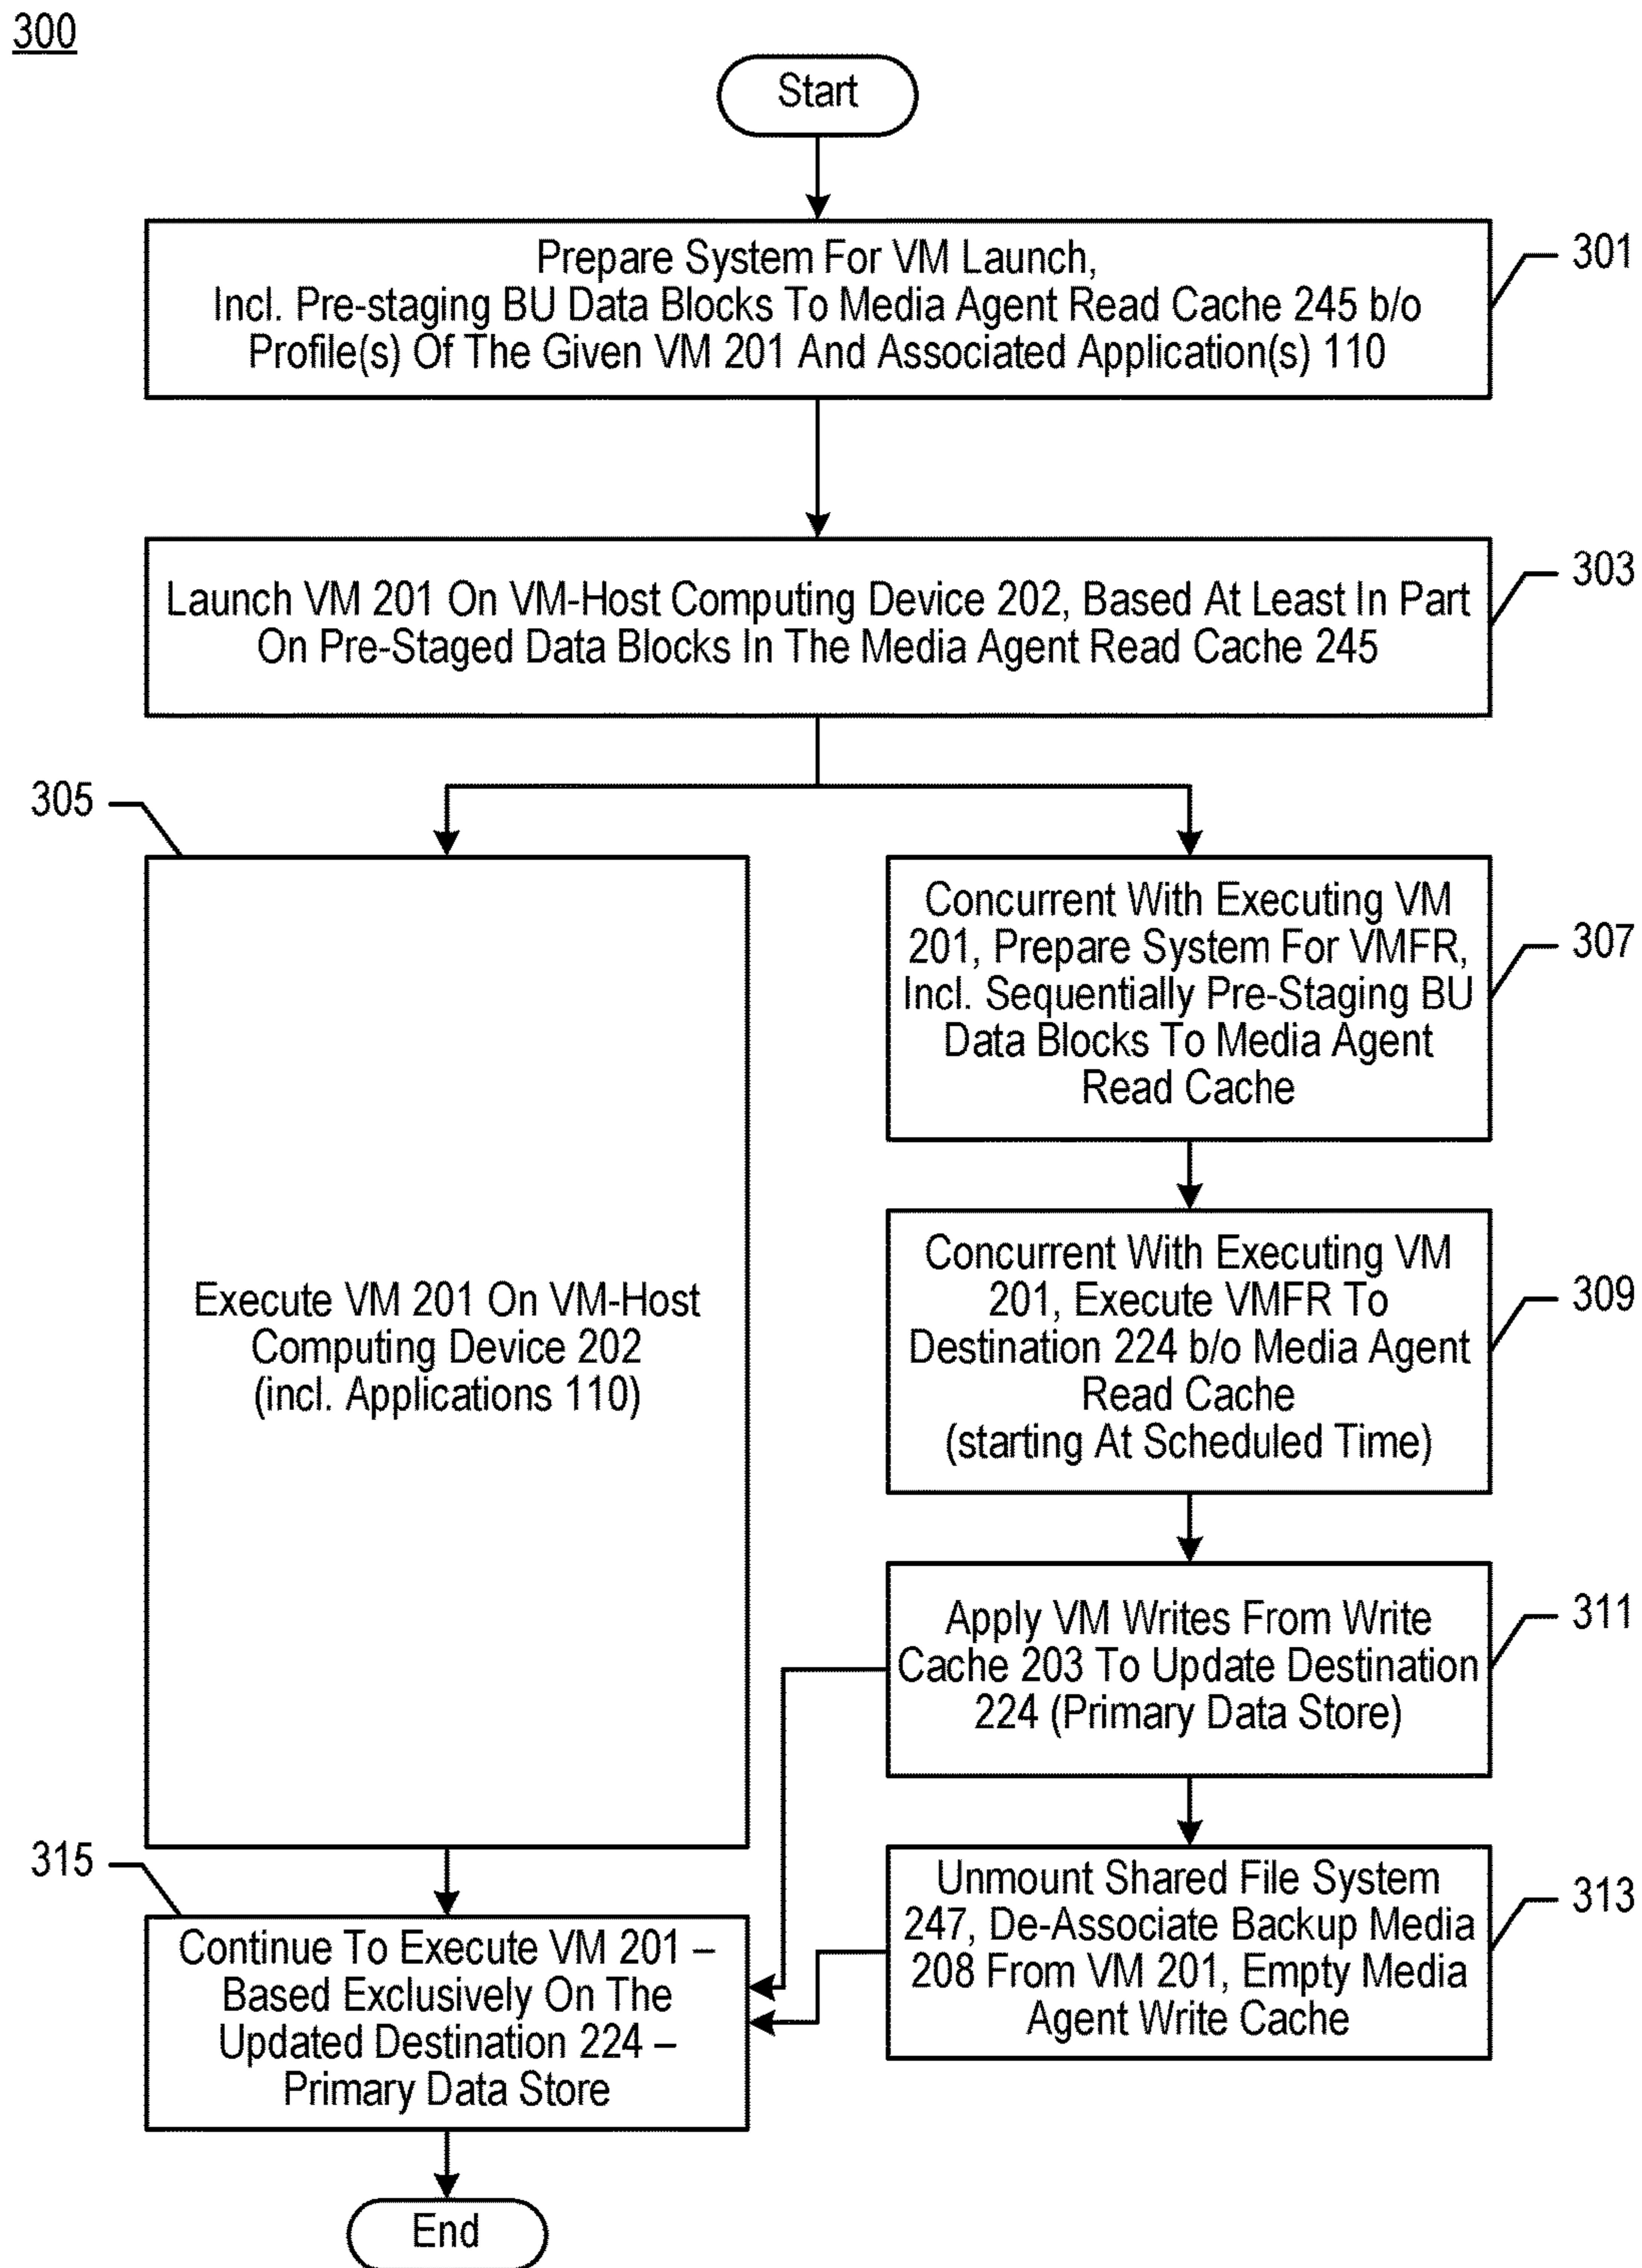 300
Start
Prepare System For VM Launch,
Incl. Pre-staging BU Data Blocks To Media Agent Read Cache 245 b/o
Profile(s) Of The Given VM 201 And Associated Application(s) 110
301
Launch VM 201 On VM-Host Computing Device 202, Based At Least In Part
On Pre-Staged Data Blocks In The Media Agent Read Cache 245
303
305
Execute VM 201 On VM-Host
Computing Device 202
(incl. Applications 110)
Concurrent With Executing VM
201, Prepare System For VMFR,
Incl. Sequentially Pre-Staging BU
Data Blocks To Media Agent
Read Cache
307
Concurrent With Executing VM
201, Execute VMFR To
Destination 224 b/o Media Agent
Read Cache
(starting At Scheduled Time)
309
Apply VM Writes From Write
Cache 203 To Update Destination
224 (Primary Data Store)
311
Unmount Shared File System
247, De-Associate Backup Media
208 From VM 201, Empty Media
Agent Write Cache
313
315
Continue To Execute VM 201 –
Based Exclusively On The
Updated Destination 224 –
Primary Data Store
End